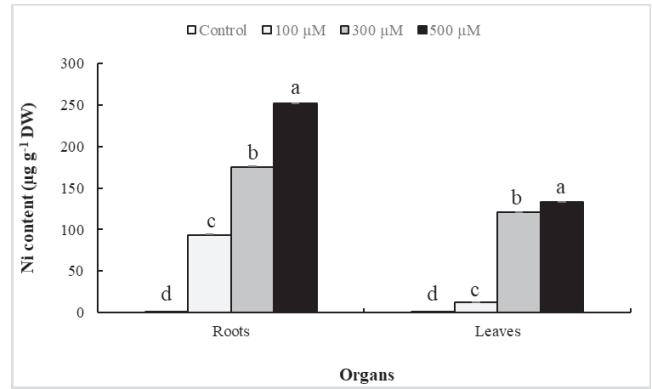 Control 100 µM 300 µM 500 µM
Ni content (µg g⁻¹ DW)
300
250
200
150
100
50
0
d c b a
d c b a
Roots Leaves
Organs